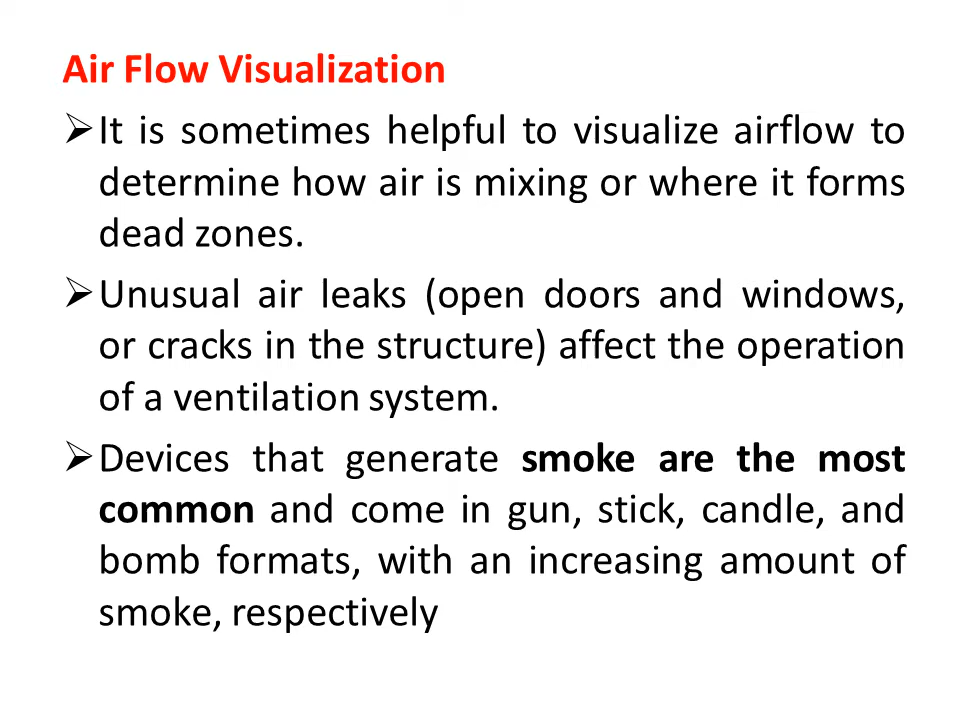 Air Flow Visualization
➢It is sometimes helpful to visualize airflow to
determine how air is mixing or where it forms
dead zones.
➢Unusual air leaks (open doors and windows,
or cracks in the structure) affect the operation
of a ventilation system.
➢Devices that generate smoke are the most
common and come in gun, stick, candle, and
bomb formats, with an increasing amount of
smoke, respectively